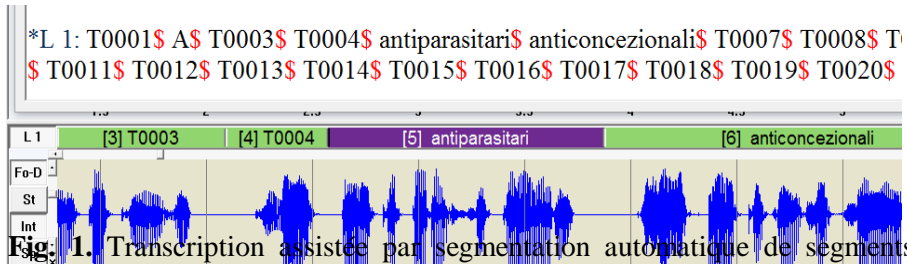 *L 1: T0001$ A$ T0003$ T0004$ antiparasitari$ anticoncezionali$ T0007$ T0008$
$ T0011$ T0012$ T0013$ T0014$ T0015$ T0016$ T0017$ T0018$ T0019$ T0020$
L 1 [3] T0003 [4] T0004 [5] antiparasitari [6] anticoncezionali
Fo-D
St
Int
Fig. 1. Transcription assistée par segmentation automatique de segments